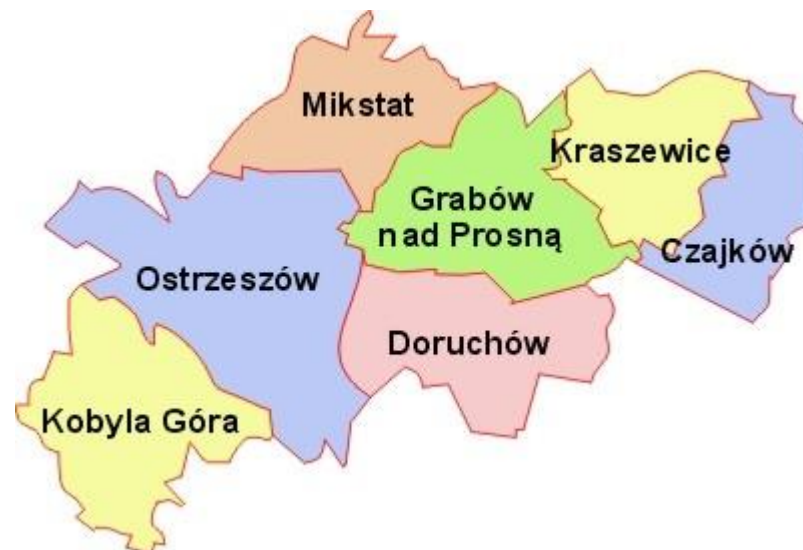 Mikstat
Kraszewice
Grabów
nad Prosną
Czajków
Ostrzeszów
Doruchów
Kobyla Góra